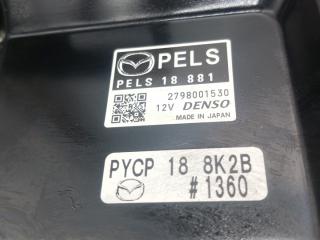 PELS
PELS 18 881
2798001530
12V DENSO
MADE IN JAPAN
PYCP 18 8K2B
#1360